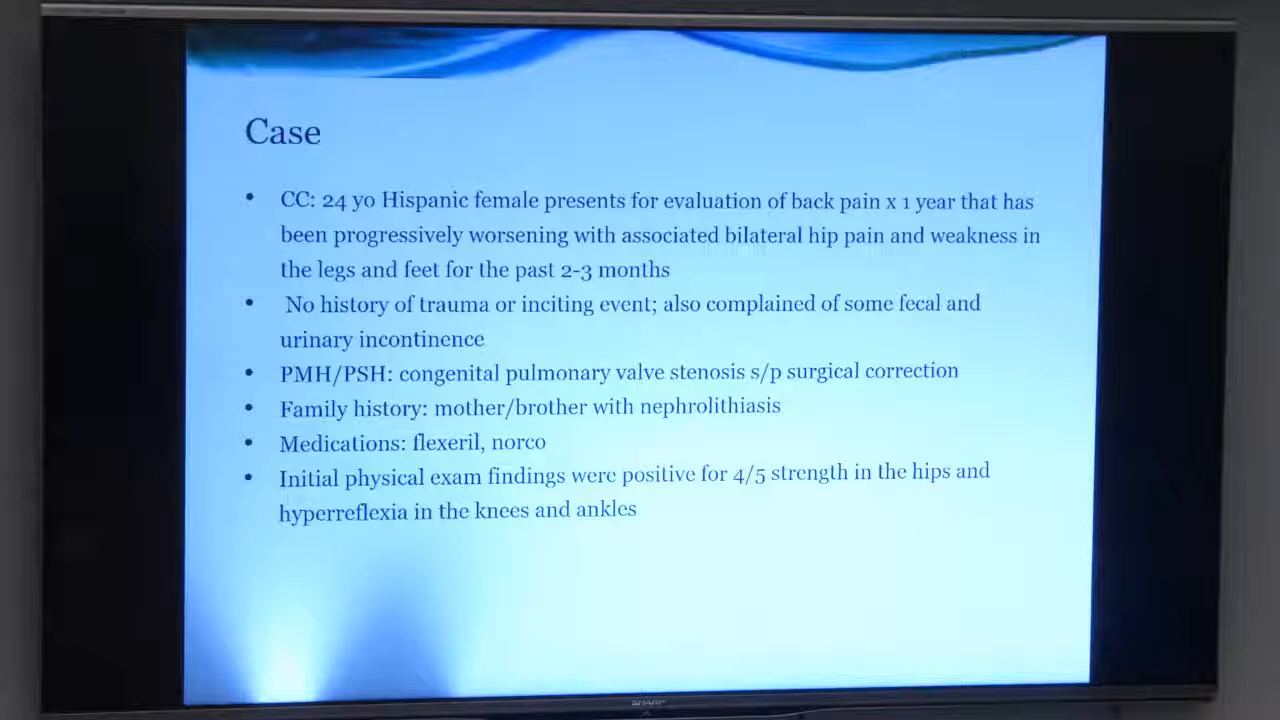 Case
• CC: 24 yo Hispanic female presents for evaluation of back pain x 1 year that has
been progressively worsening with associated bilateral hip pain and weakness in
the legs and feet for the past 2-3 months
• No history of trauma or inciting event; also complained of some fecal and
urinary incontinence
• PMH/PSH: congenital pulmonary valve stenosis s/p surgical correction
• Family history: mother/brother with nephrolithiasis
• Medications: flexeril, norco
• Initial physical exam findings were positive for 4/5 strength in the hips and
hyperreflexia in the knees and ankles
SHARP